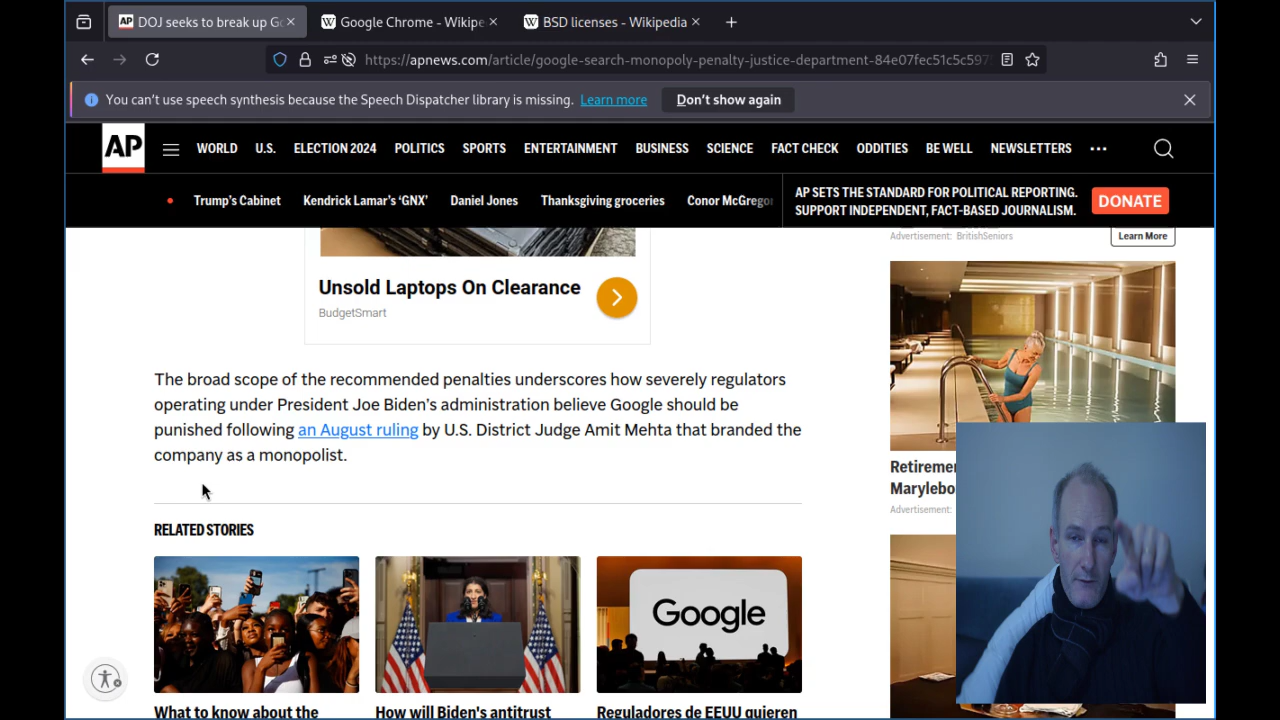 DOJ seeks to break up Go
Google Chrome - Wikipe
BSD licenses - Wikipedia
https://apnews.com/article/google-search-monopoly-penalty-justice-department-84e07fec51c5c597
You can't use speech synthesis because the Speech Dispatcher library is missing. Learn more
Don't show again
AP
WORLD U.S. ELECTION 2024 POLITICS SPORTS ENTERTAINMENT BUSINESS SCIENCE FACT CHECK ODDITIES BE WELL NEWSLETTERS
Trump's Cabinet Kendrick Lamar's 'GNX' Daniel Jones Thanksgiving groceries Conor McGregor
AP SETS THE STANDARD FOR POLITICAL REPORTING.
SUPPORT INDEPENDENT, FACT-BASED JOURNALISM.
DONATE
Advertisement: BritishSeniors
Learn More
Unsold Laptops On Clearance
BudgetSmart
The broad scope of the recommended penalties underscores how severely regulators
operating under President Joe Biden's administration believe Google should be
punished following an August ruling by U.S. District Judge Amit Mehta that branded the
company as a monopolist.
Retiremen
Marylebo
Advertisement:
RELATED STORIES
Google
What to know about the
How will Biden's antitrust
Reguladores de EEUU quieren